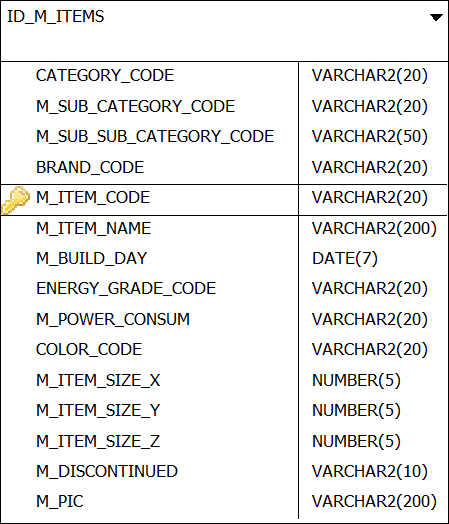 ID_M_ITEMS
CATEGORY_CODE VARCHAR2(20)
M_SUB_CATEGORY_CODE VARCHAR2(20)
M_SUB_SUB_CATEGORY_CODE VARCHAR2(50)
BRAND_CODE VARCHAR2(20)
M_ITEM_CODE VARCHAR2(20)
M_ITEM_NAME VARCHAR2(200)
M_BUILD_DAY DATE(7)
ENERGY_GRADE_CODE VARCHAR2(20)
M_POWER_CONSUM VARCHAR2(20)
COLOR_CODE VARCHAR2(20)
M_ITEM_SIZE_X NUMBER(5)
M_ITEM_SIZE_Y NUMBER(5)
M_ITEM_SIZE_Z NUMBER(5)
M_DISCONTINUED VARCHAR2(10)
M_PIC VARCHAR2(200)